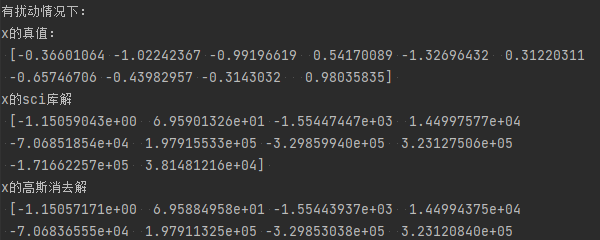 有扰动情况下:
x的真值:
[-0.36601064 -1.02242367 -0.99196619 0.54170089 -1.32696432 0.31220311
-0.65746706 -0.43982957 -0.3143032 0.98035835]
x的sci库解
[-1.15059043e+00 6.95901326e+01 -1.55447447e+03 1.44997577e+04
-7.06851854e+04 1.97915533e+05 -3.29859940e+05 3.23127506e+05
-1.71662257e+05 3.81481216e+04]
x的高斯消去解
[-1.15057171e+00 6.95884958e+01 -1.55443937e+03 1.44994375e+04
-7.06836555e+04 1.97911325e+05 -3.29853038e+05 3.23120840e+05